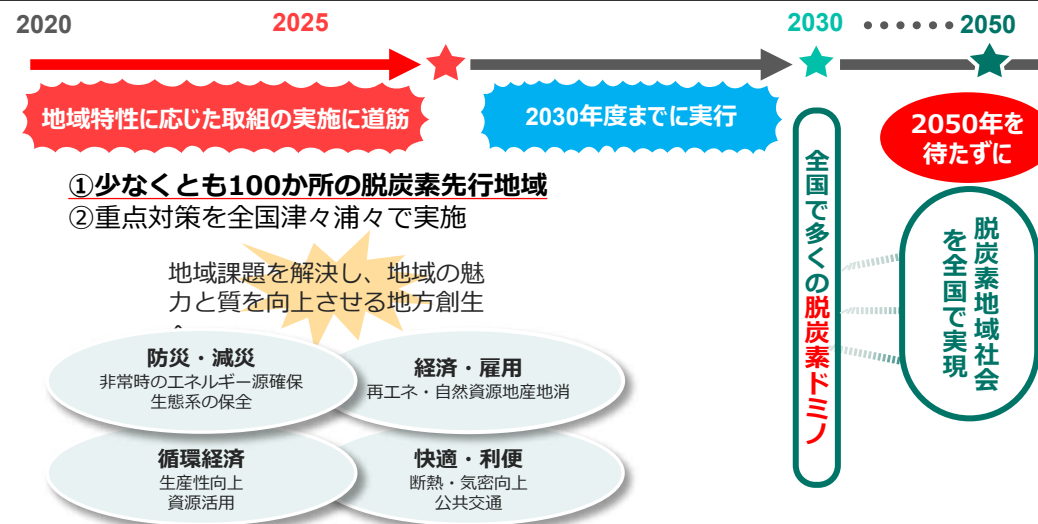 2020
2025
2030
2050
地域特性に応じた取組の実施に道筋
2030年度までに実行
①少なくとも100か所の脱炭素先行地域
②重点対策を全国津々浦々で実施
地域課題を解決し、地域の魅
力と質を向上させる地方創生
へ
防災・減災
非常時のエネルギー源確保
生態系の保全
経済・雇用
再エネ・自然資源地産地消
循環経済
生産性向上
資源活用
快適・利便
断熱・気密向上
公共交通
全国で多くの脱炭素ドミノ
2050年を
待たずに
脱炭素地域社会
を全国で実現